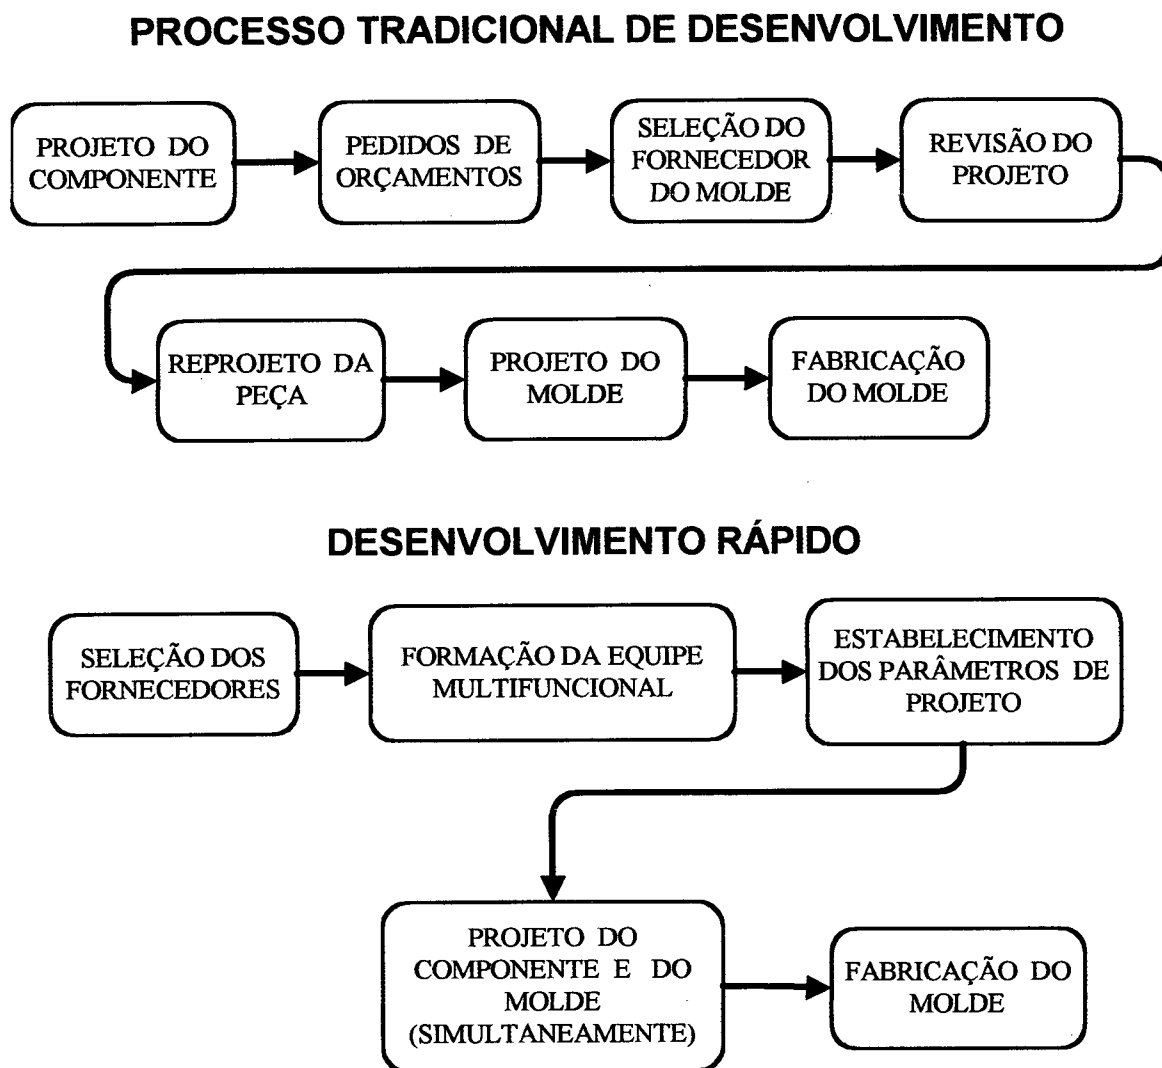 PROCESSO TRADICIONAL DE DESENVOLVIMENTO
PROJETO DO
COMPONENTE
PEDIDOS DE
ORÇAMENTOS
SELEÇÃO DO
FORNECEDOR
DO MOLDE
REVISÃO DO
PROJETO
REPROJETO DA
PEÇA
PROJETO DO
MOLDE
FABRICAÇÃO
DO MOLDE
DESENVOLVIMENTO RÁPIDO
SELEÇÃO DOS
FORNECEDORES
FORMAÇÃO DA EQUIPE
MULTIFUNCIONAL
ESTABELECIMENTO
DOS PARÂMETROS DE
PROJETO
PROJETO DO
COMPONENTE E DO
MOLDE
(SIMULTANEAMENTE)
FABRICAÇÃO DO
MOLDE